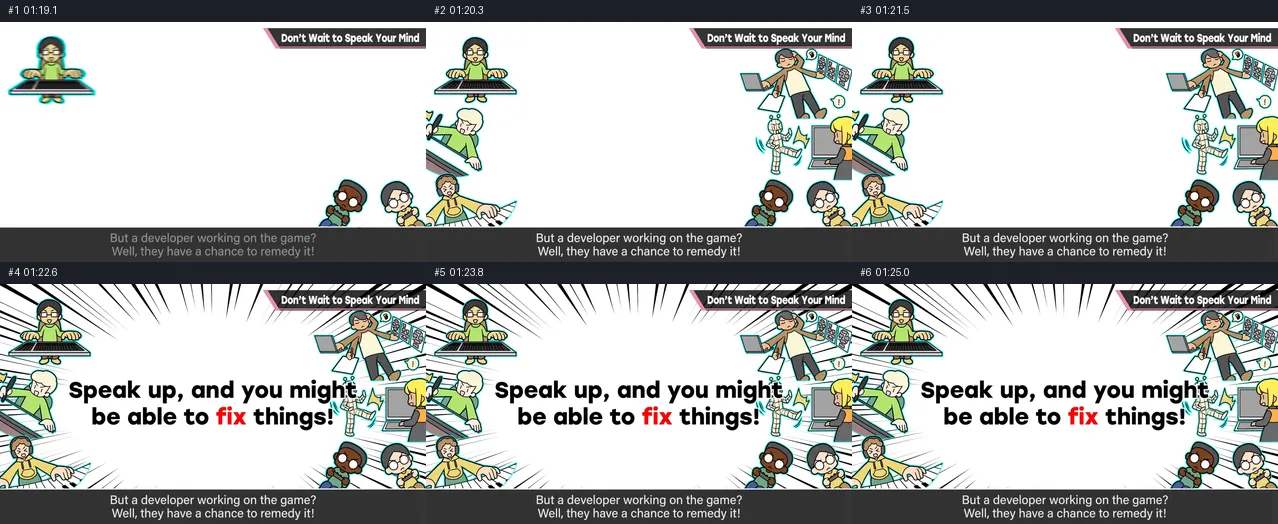 #1 01:19.1
Don't Wait to Speak Your Mind
But a developer working on the game?
Well, they have a chance to remedy it!
#2 01:20.3
Don't Wait to Speak Your Mind
!
But a developer working on the game?
Well, they have a chance to remedy it!
#3 01:21.5
Don't Wait to Speak Your Mind
!
But a developer working on the game?
Well, they have a chance to remedy it!
#4 01:22.6
Don't Wait to Speak Your Mind
!
Speak up, and you might
be able to fix things!
But a developer working on the game?
Well, they have a chance to remedy it!
#5 01:23.8
Don't Wait to Speak Your Mind
!
Speak up, and you might
be able to fix things!
But a developer working on the game?
Well, they have a chance to remedy it!
#6 01:25.0
Don't Wait to Speak Your Mind
!
Speak up, and you might
be able to fix things!
But a developer working on the game?
Well, they have a chance to remedy it!